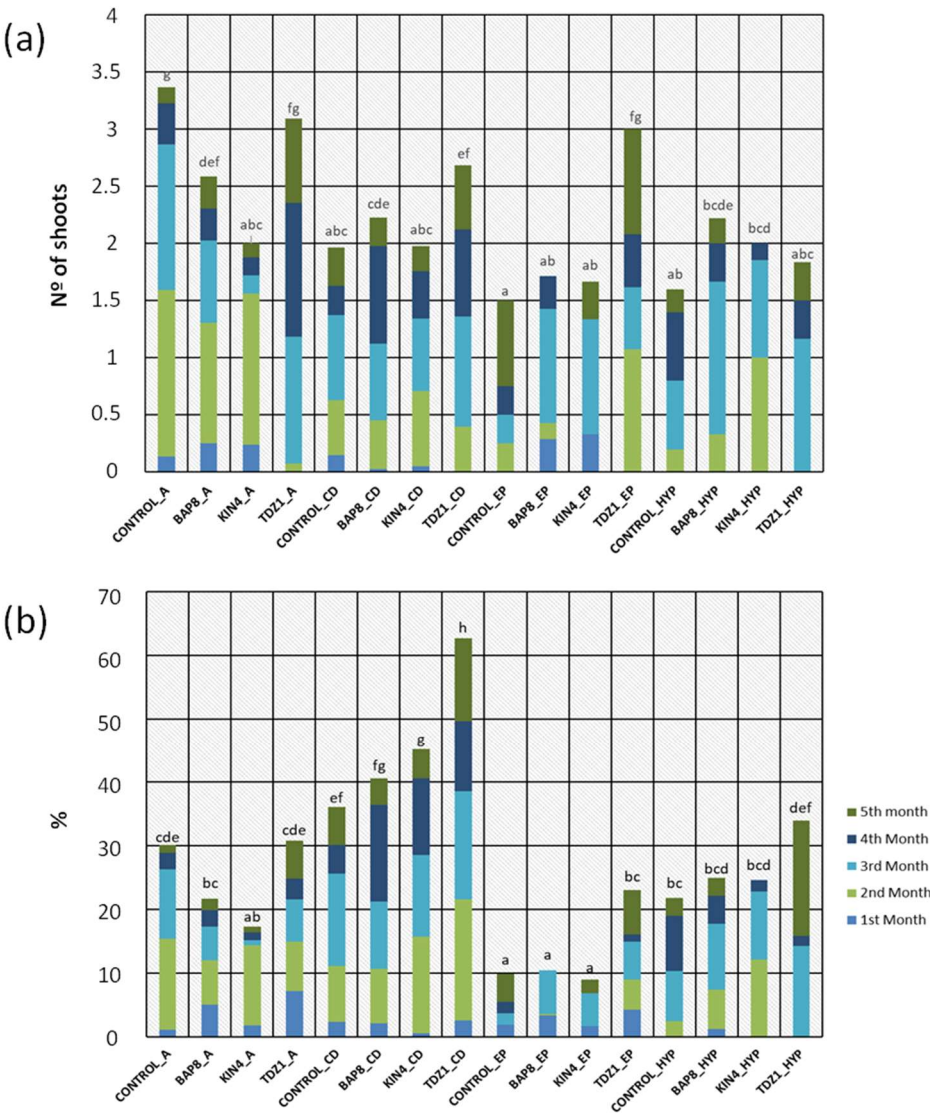 (a)
Nº of shoots
4
3.5
3
2.5
2
1.5
1
0.5
0
g
def
abc
fg
abc
cde
abc
ef
a
ab
ab
fg
ab
bcde
bcd
abc
CONTROL_A
BAP8_A
KIN4_A
TDZ1_A
CONTROL_CD
BAP8_CD
KIN4_CD
TDZ1_CD
CONTROL_EP
BAP8_EP
KIN4_EP
TDZ1_EP
CONTROL_HYP
BAP8_HYP
KIN4_HYP
TDZ1_HYP
(b)
%
70
60
50
40
30
20
10
0
cde
bc
ab
cde
ef
fg
g
h
a
a
a
bc
bc
bcd
bcd
def
CONTROL_A
BAP8_A
KIN4_A
TDZ1_A
CONTROL_CD
BAP8_CD
KIN4_CD
TDZ1_CD
CONTROL_EP
BAP8_EP
KIN4_EP
TDZ1_EP
CONTROL_HYP
BAP8_HYP
KIN4_HYP
TDZ1_HYP
5th month
4th Month
3rd Month
2nd Month
1st Month